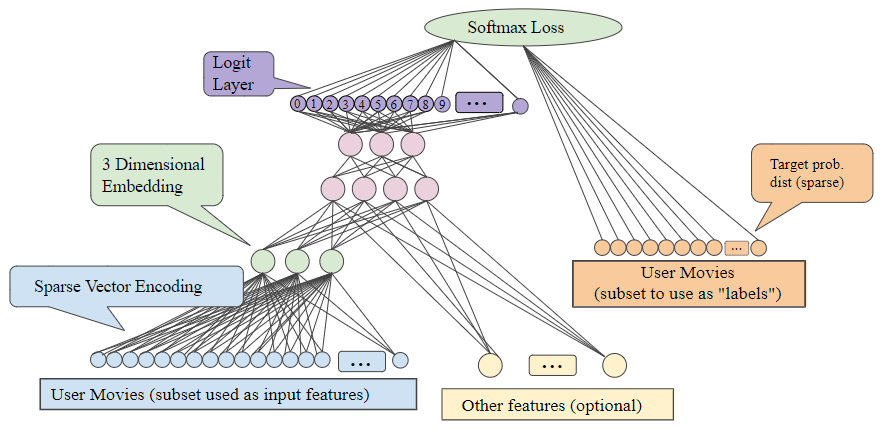 Softmax Loss
Logit
Layer
0 1 2 3 4 5 6 7 8 9 ...
3 Dimensional
Embedding
Target prob.
dist (sparse)
...
User Movies
(subset to use as "labels")
Sparse Vector Encoding
...
...
User Movies (subset used as input features)
Other features (optional)